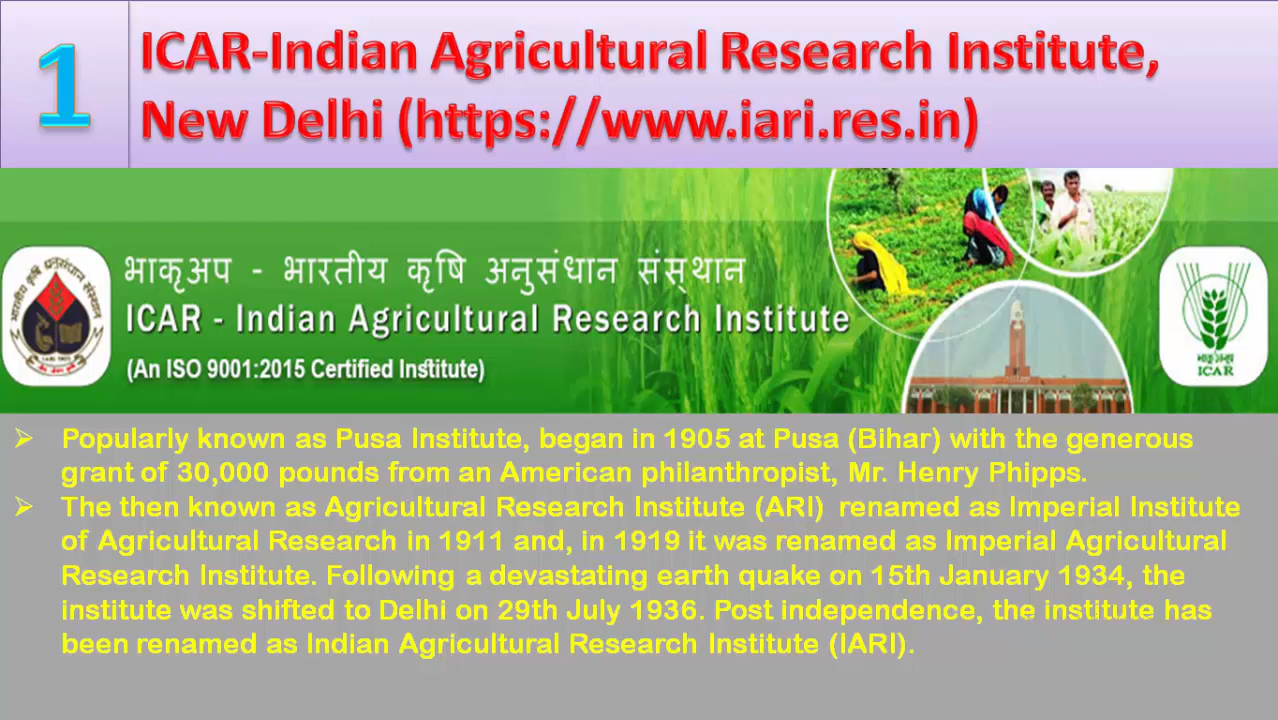 1
ICAR-Indian Agricultural Research Institute,
New Delhi (https://www.iari.res.in)
भाकृअप - भारतीय कृषि अनुसंधान संस्थान
ICAR - Indian Agricultural Research Institute
(An ISO 9001:2015 Certified Institute)
भाकृअनुप
ICAR
➢ Popularly known as Pusa Institute, began in 1905 at Pusa (Bihar) with the generous
grant of 30,000 pounds from an American philanthropist, Mr. Henry Phipps.
➢ The then known as Agricultural Research Institute (ARI) renamed as Imperial Institute
of Agricultural Research in 1911 and, in 1919 it was renamed as Imperial Agricultural
Research Institute. Following a devastating earth quake on 15th January 1934, the
institute was shifted to Delhi on 29th July 1936. Post independence, the institute has
been renamed as Indian Agricultural Research Institute (IARI).